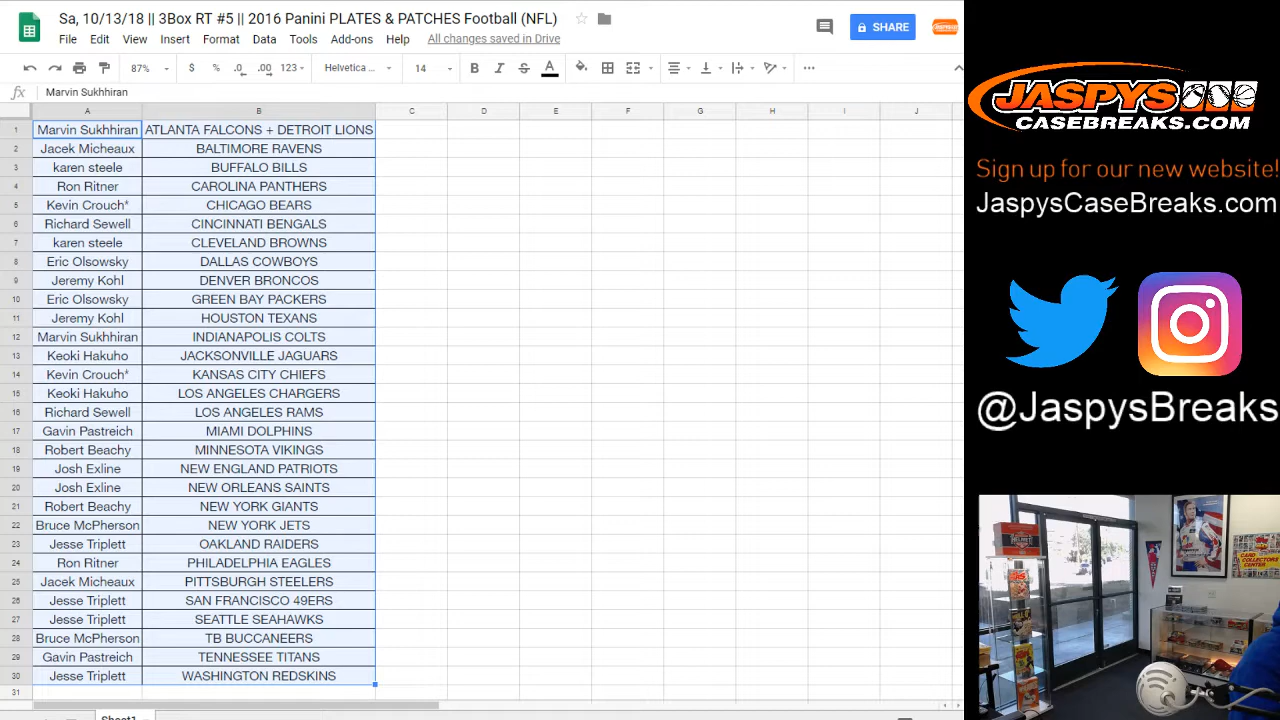 Sa, 10/13/18 || 3Box RT #5 || 2016 Panini PLATES & PATCHES Football (NFL)
File Edit View Insert Format Data Tools Add-ons Help All changes saved in Drive
SHARE
87% $ % .0 .00 123 Helvetica ... 14 B I S A
fx Marvin Sukhhiran
A B C D E F G H I J
1 Marvin Sukhhiran ATLANTA FALCONS + DETROIT LIONS
2 Jacek Micheaux BALTIMORE RAVENS
3 karen steele BUFFALO BILLS
4 Ron Ritner CAROLINA PANTHERS
5 Kevin Crouch* CHICAGO BEARS
6 Richard Sewell CINCINNATI BENGALS
7 karen steele CLEVELAND BROWNS
8 Eric Olsowsky DALLAS COWBOYS
9 Jeremy Kohl DENVER BRONCOS
10 Eric Olsowsky GREEN BAY PACKERS
11 Jeremy Kohl HOUSTON TEXANS
12 Marvin Sukhhiran INDIANAPOLIS COLTS
13 Keoki Hakuho JACKSONVILLE JAGUARS
14 Kevin Crouch* KANSAS CITY CHIEFS
15 Keoki Hakuho LOS ANGELES CHARGERS
16 Richard Sewell LOS ANGELES RAMS
17 Gavin Pastreich MIAMI DOLPHINS
18 Robert Beachy MINNESOTA VIKINGS
19 Josh Exline NEW ENGLAND PATRIOTS
20 Josh Exline NEW ORLEANS SAINTS
21 Robert Beachy NEW YORK GIANTS
22 Bruce McPherson NEW YORK JETS
23 Jesse Triplett OAKLAND RAIDERS
24 Ron Ritner PHILADELPHIA EAGLES
25 Jacek Micheaux PITTSBURGH STEELERS
26 Jesse Triplett SAN FRANCISCO 49ERS
27 Jesse Triplett SEATTLE SEAHAWKS
28 Bruce McPherson TB BUCCANEERS
29 Gavin Pastreich TENNESSEE TITANS
30 Jesse Triplett WASHINGTON REDSKINS
31
Sheet1
JASPYS
CASEBREAKS.COM
Sign up for our new website!
JaspysCaseBreaks.com
@JaspysBreaks
CARD
COLLECTORS
CENTER